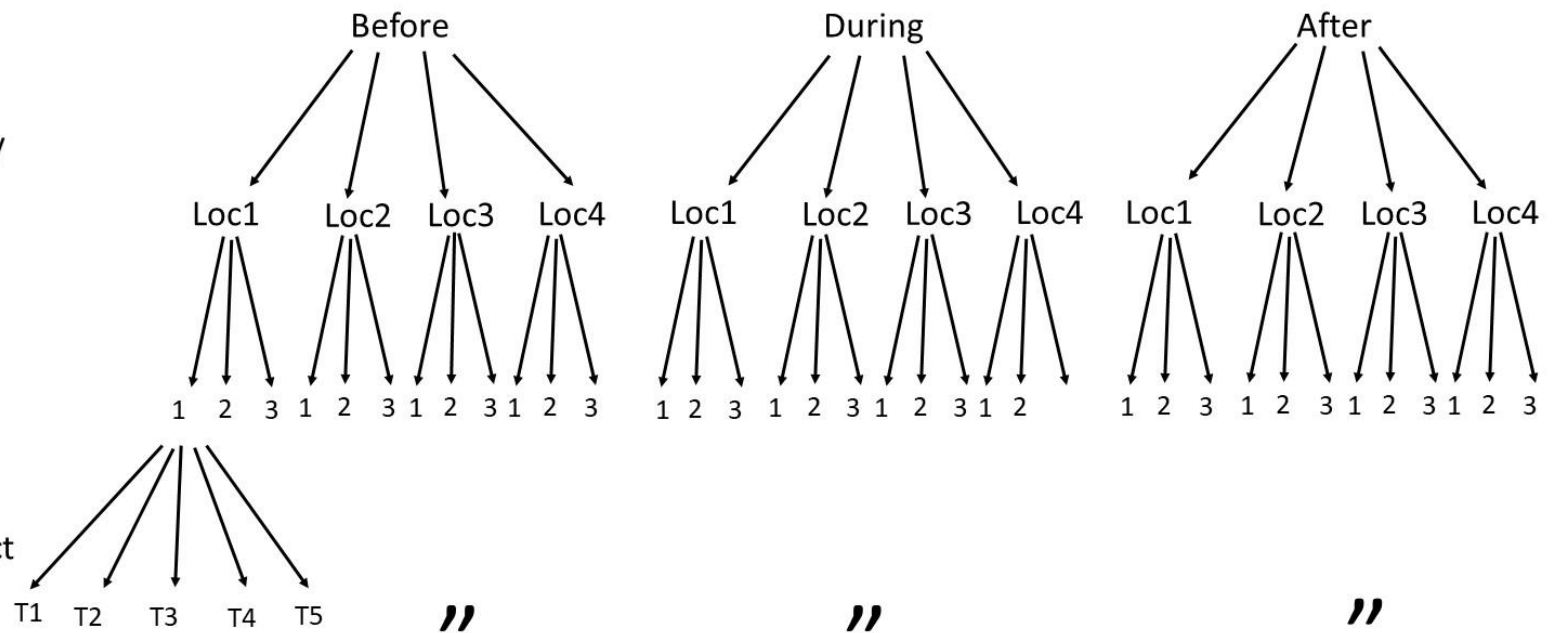 Before During After
Loc1 Loc2 Loc3 Loc4 Loc1 Loc2 Loc3 Loc4 Loc1 Loc2 Loc3 Loc4
1 2 3 1 2 3 1 2 3 1 2 3 1 2 3 1 2 3 1 2 3 1 2 1 2 3 1 2 3 1 2 3 1 2 3
T1 T2 T3 T4 T5 ” ” ”